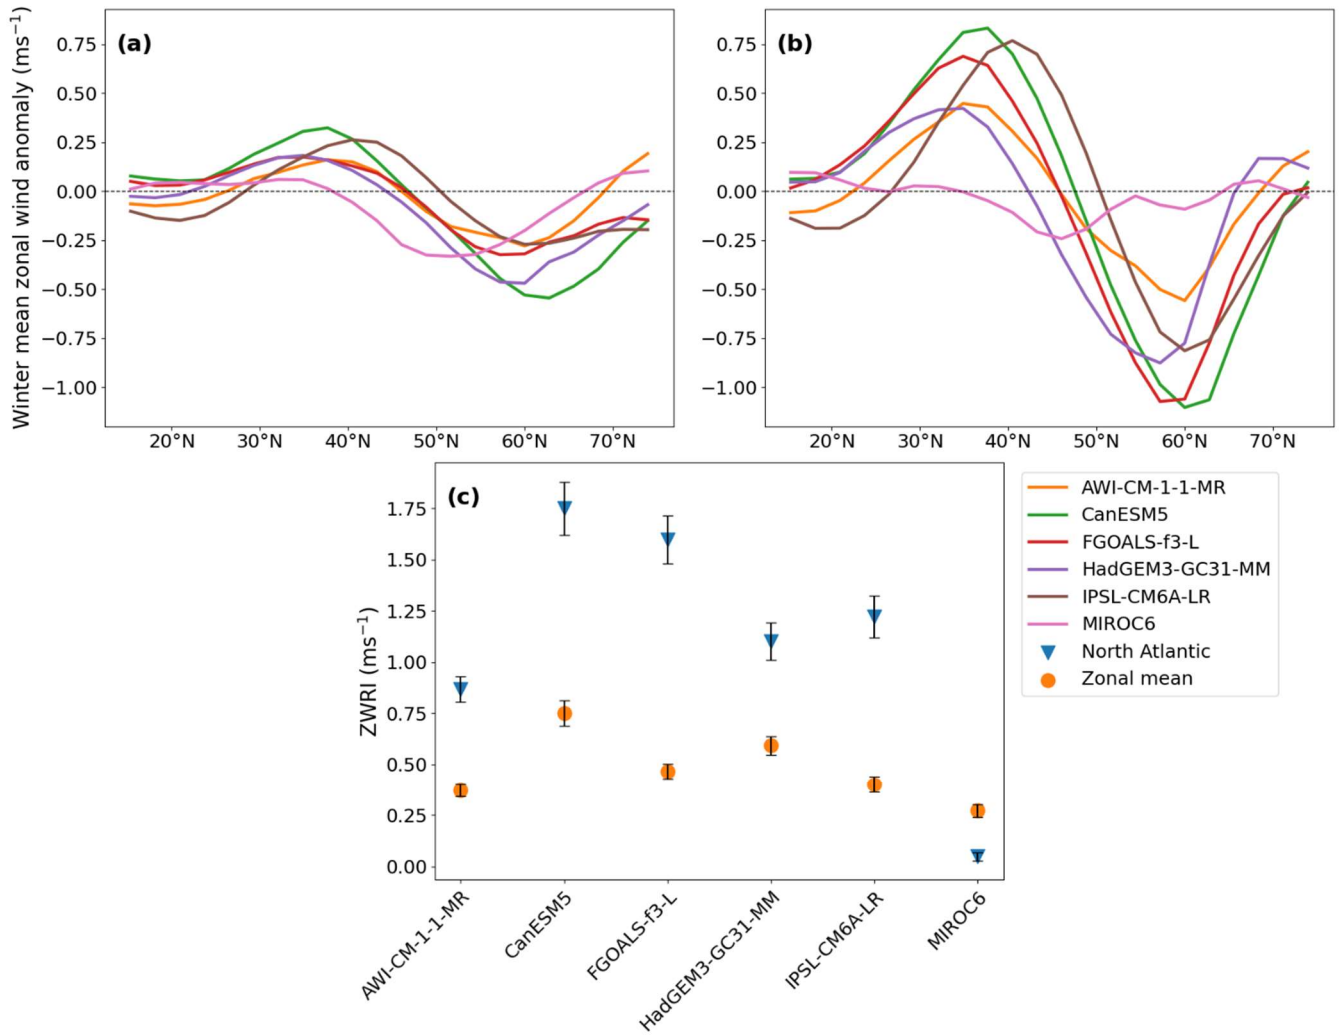 Winter mean zonal wind anomaly (ms⁻¹)
(a)
0.75
0.50
0.25
0.00
−0.25
−0.50
−0.75
−1.00
20°N 30°N 40°N 50°N 60°N 70°N
(b)
0.75
0.50
0.25
0.00
−0.25
−0.50
−0.75
−1.00
20°N 30°N 40°N 50°N 60°N 70°N
(c)
ZWRI (ms⁻¹)
1.75
1.50
1.25
1.00
0.75
0.50
0.25
0.00
AWI-CM-1-1-MR
CanESM5
FGOALS-f3-L
HadGEM3-GC31-MM
IPSL-CM6A-LR
MIROC6
AWI-CM-1-1-MR
CanESM5
FGOALS-f3-L
HadGEM3-GC31-MM
IPSL-CM6A-LR
MIROC6
North Atlantic
Zonal mean